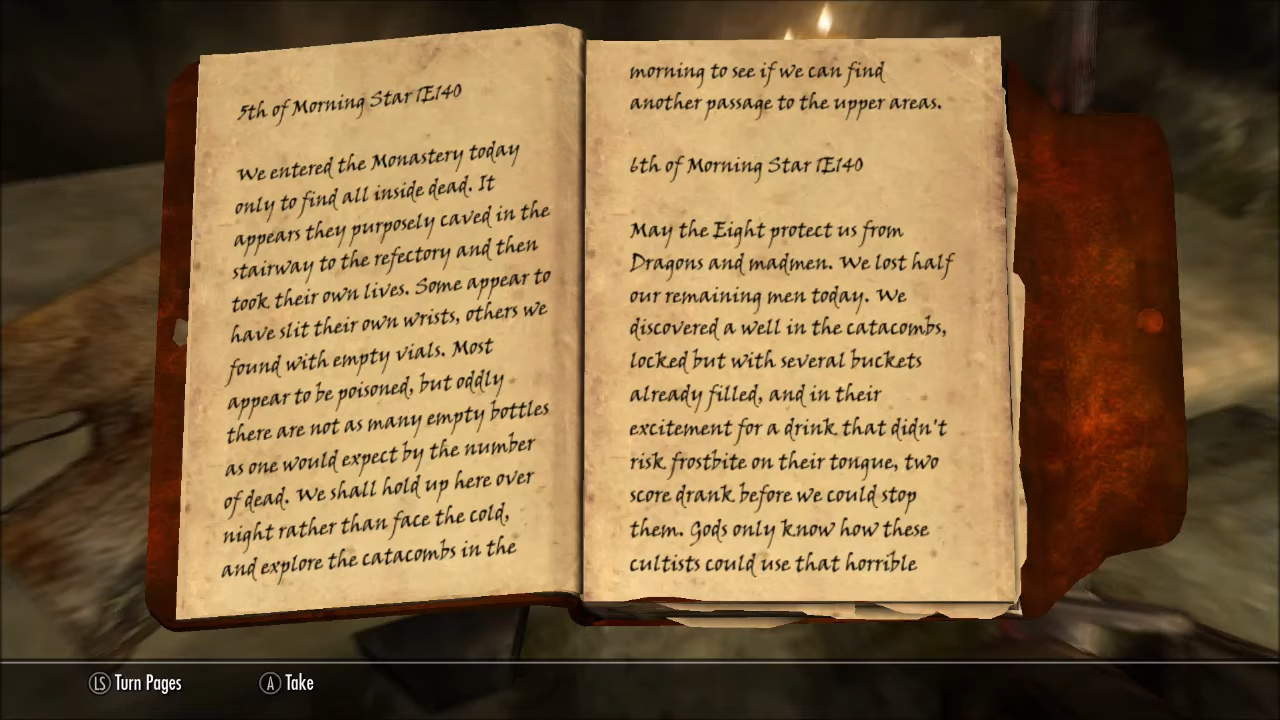 5th of Morning Star 1E140
We entered the Monastery today
only to find all inside dead. It
appears they purposely caved in the
stairway to the refectory and then
took their own lives. Some appear to
have slit their own wrists, others we
found with empty vials. Most
appear to be poisoned, but oddly
there are not as many empty bottles
as one would expect by the number
of dead. We shall hold up here over
night rather than face the cold,
and explore the catacombs in the
morning to see if we can find
another passage to the upper areas.
6th of Morning Star 1E140
May the Eight protect us from
Dragons and madmen. We lost half
our remaining men today. We
discovered a well in the catacombs,
locked but with several buckets
already filled, and in their
excitement for a drink that didn't
risk frostbite on their tongue, two
score drank before we could stop
them. Gods only know how these
cultists could use that horrible
LS Turn Pages
A Take